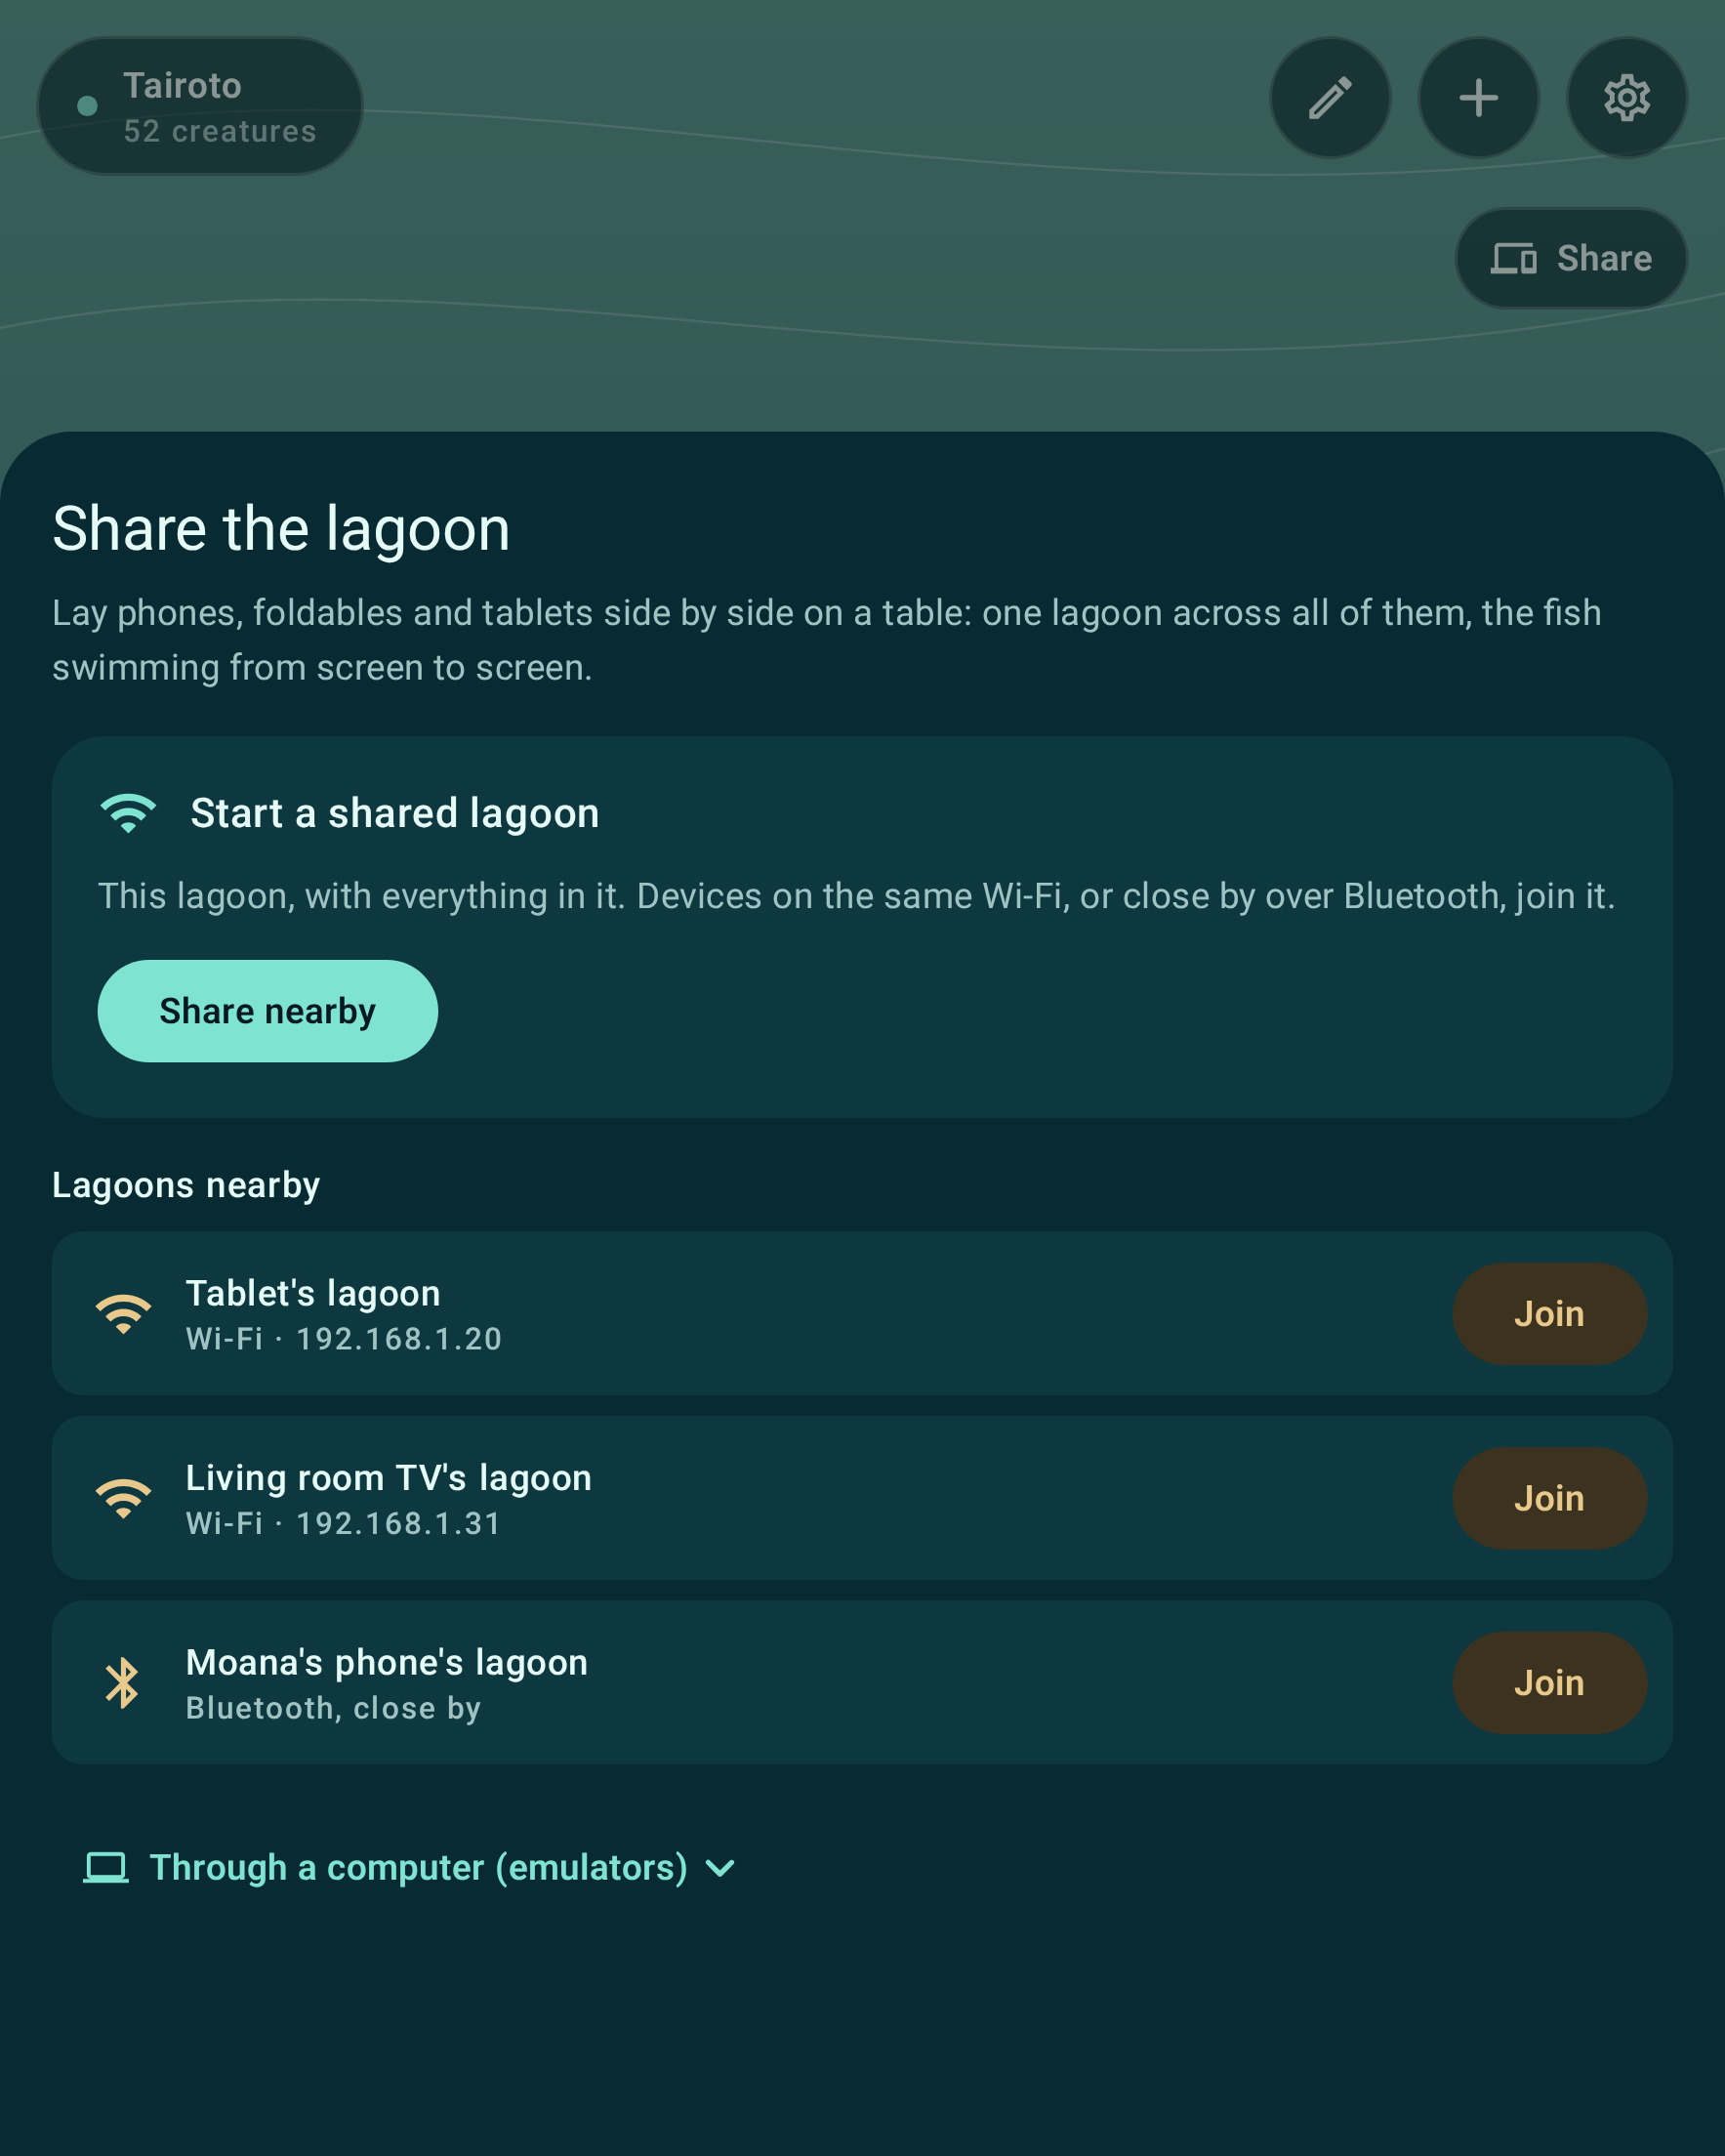 Tairoto
52 creatures
Share
Share the lagoon
Lay phones, foldables and tablets side by side on a table: one lagoon across all of them, the fish
swimming from screen to screen.
Start a shared lagoon
This lagoon, with everything in it. Devices on the same Wi-Fi, or close by over Bluetooth, join it.
Share nearby
Lagoons nearby
Tablet's lagoon
Wi-Fi · 192.168.1.20
Join
Living room TV's lagoon
Wi-Fi · 192.168.1.31
Join
Moana's phone's lagoon
Bluetooth, close by
Join
Through a computer (emulators)